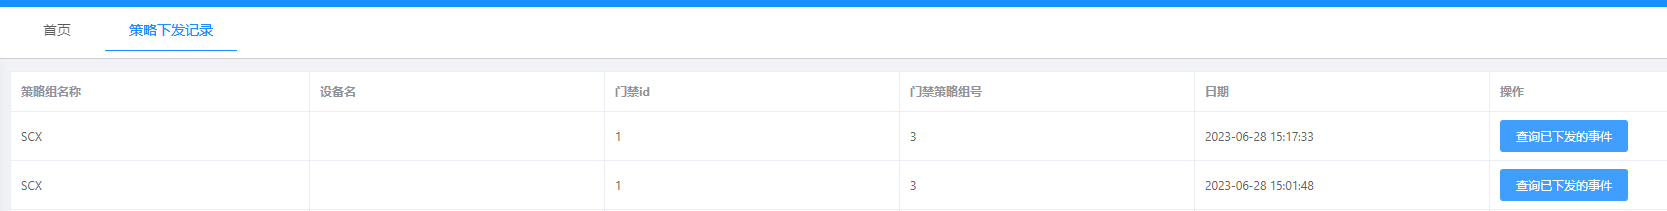 首页 策略下发记录
策略组名称 设备名 门禁id 门禁策略组号 日期 操作
SCX 1 3 2023-06-28 15:17:33 查询已下发的事件
SCX 1 3 2023-06-28 15:01:48 查询已下发的事件